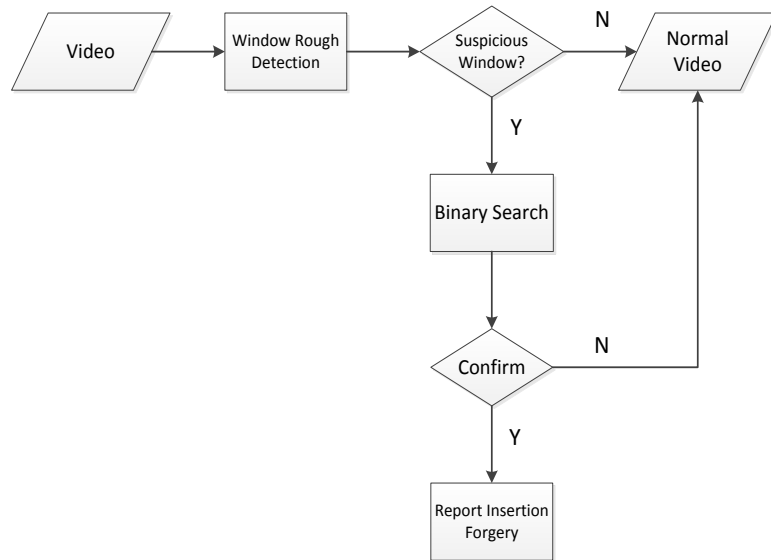 Video
Window Rough
Detection
Suspicious
Window?
N
Normal
Video
Y
Binary Search
Confirm
N
Y
Report Insertion
Forgery